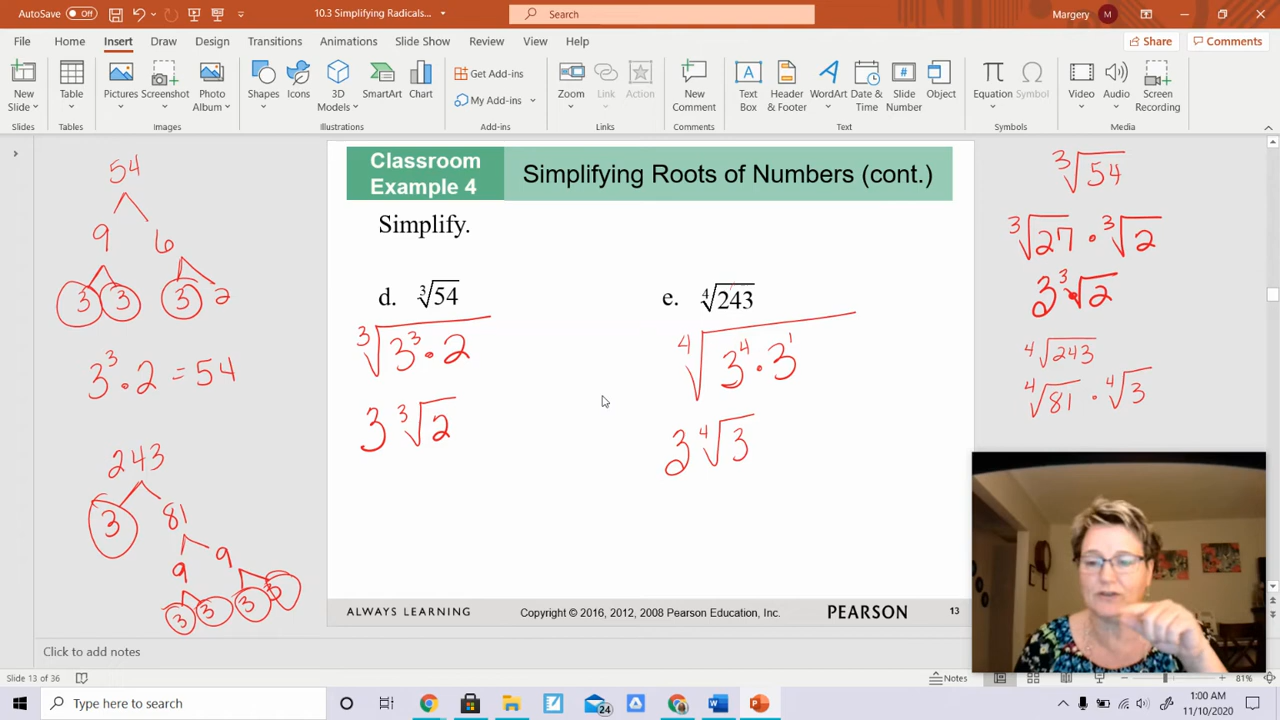 AutoSave Off
10.3 Simplifying Radicals...
Search
Margery M
File Home Insert Draw Design Transitions Animations Slide Show Review View Help
Share Comments
New Slide
Table
Pictures Screenshot Photo Album
Shapes Icons 3D Models SmartArt Chart
Get Add-ins
My Add-ins
Zoom Link Action
New Comment
Text Box Header & Footer WordArt Date & Time Slide Number Object
Equation Symbol
Video Audio Screen Recording
Slides Tables Images Illustrations Add-ins Links Comments Text Symbols Media
54
9 6
3 3 3 2
3³ • 2 = 54
243
3 81
9 9
3 3 3 3
Classroom Example 4
Simplifying Roots of Numbers (cont.)
Simplify.
d. ∛54
∛3³ • 2
3 ∛2
e. ∜243
∜3⁴ • 3¹
3 ∜3
∛54
∛27 • ∛2
3 • ∛2
∜243
∜81 • ∜3
ALWAYS LEARNING
Copyright © 2016, 2012, 2008 Pearson Education, Inc.
PEARSON
13
Click to add notes
Slide 13 of 36
Notes
81%
Type here to search
24
1:00 AM
11/10/2020